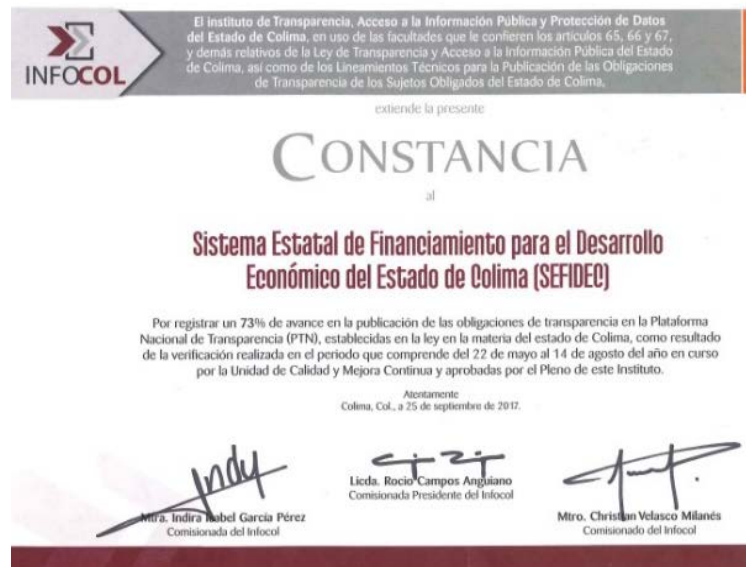 INFOCOL
El instituto de Transparencia, Acceso a la Información Pública y Protección de Datos
del Estado de Colima, en uso de las facultades que le confieren los articulos 65, 66 y 67,
y demás relativos de la Ley de Transparencia y Acceso a la Información Pública del Estado
de Colima, así como de los Lineamientos Técnicos para la Publicación de las Obligaciones
de Transparencia de los Sujetos Obligados del Estado de Colima,
extiende la presente
CONSTANCIA
al
Sistema Estatal de Financiamiento para el Desarrollo
Económico del Estado de Colima (SEFIDEC)
Por registrar un 73% de avance en la publicación de las obligaciones de transparencia en la Plataforma
Nacional de Transparencia (PTN), establecidas en la ley en la materia del estado de Colima, como resultado
de la verificación realizada en el periodo que comprende del 22 de mayo al 14 de agosto del año en curso
por la Unidad de Calidad y Mejora Continua y aprobadas por el Pleno de este Instituto.
Atentamente
Colima, Col., a 25 de septiembre de 2017.
Indy
Mtra. Indira Isabel García Pérez
Comisionada del Infocol
Licda. Rocio Campos Anguiano
Comisionada Presidente del Infocol
Mtro. Christian Velasco Milanés
Comisionado del Infocol